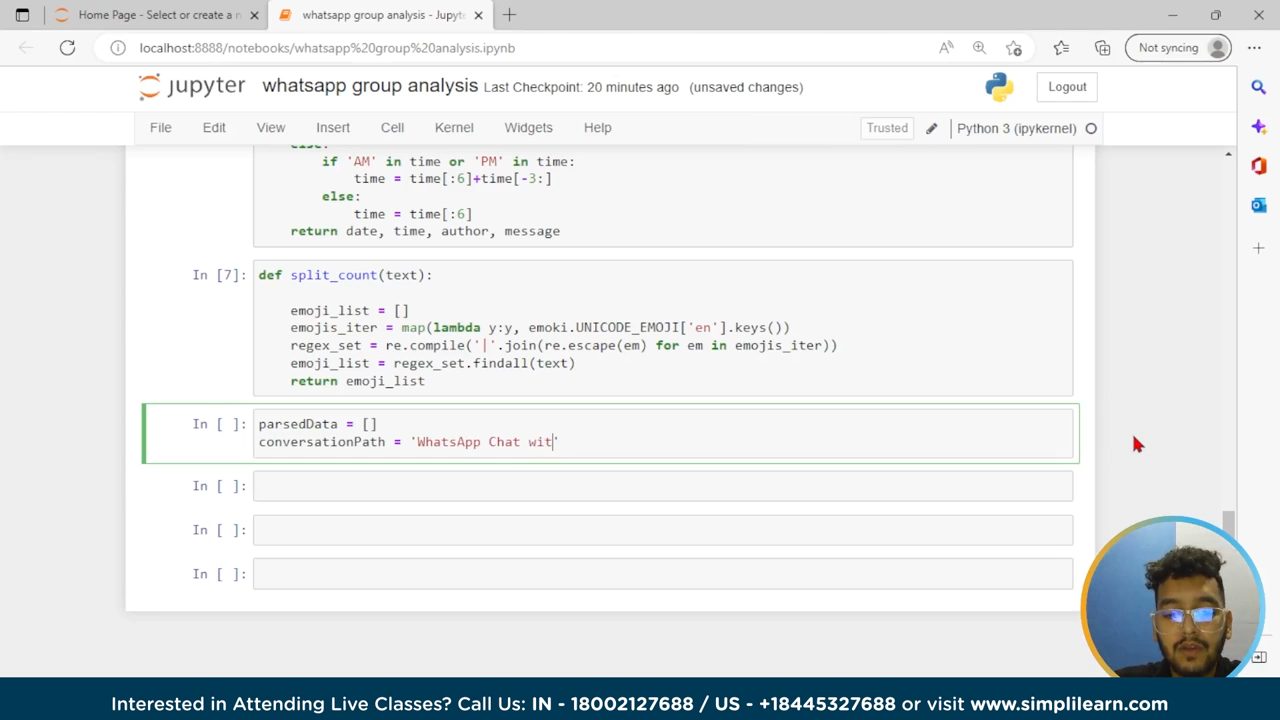 Home Page - Select or create a n
whatsapp group analysis - Jupyte
localhost:8888/notebooks/whatsapp%20group%20analysis.ipynb
Not syncing
jupyter whatsapp group analysis Last Checkpoint: 20 minutes ago (unsaved changes)
Logout
File Edit View Insert Cell Kernel Widgets Help
Trusted
Python 3 (ipykernel)
else:
if 'AM' in time or 'PM' in time:
time = time[:6]+time[-3:]
else:
time = time[:6]
return date, time, author, message
In [7]: def split_count(text):
emoji_list = []
emojis_iter = map(lambda y:y, emoki.UNICODE_EMOJI['en'].keys())
regex_set = re.compile('|'.join(re.escape(em) for em in emojis_iter))
emoji_list = regex_set.findall(text)
return emoji_list
In [ ]: parsedData = []
conversationPath = 'WhatsApp Chat wit'
In [ ]:
In [ ]:
In [ ]:
Interested in Attending Live Classes? Call Us: IN - 18002127688 / US - +18445327688 or visit www.simplilearn.com